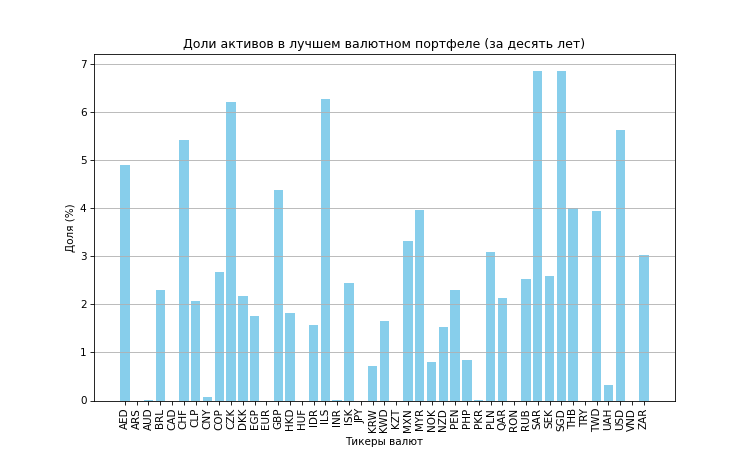 Доли активов в лучшем валютном портфеле (за десять лет)
Доля (%)
7
6
5
4
3
2
1
0
AED
ARS
AUD
BRL
CAD
CHF
CLP
CNY
COP
CZK
DKK
EGP
EUR
GBP
HKD
HUF
IDR
ILS
INR
ISK
JPY
KRW
KWD
KZT
MXN
MYR
NOK
NZD
PEN
PHP
PKR
PLN
QAR
RON
RUB
SAR
SEK
SGD
THB
TRY
TWD
UAH
USD
VND
ZAR
Тикеры валют